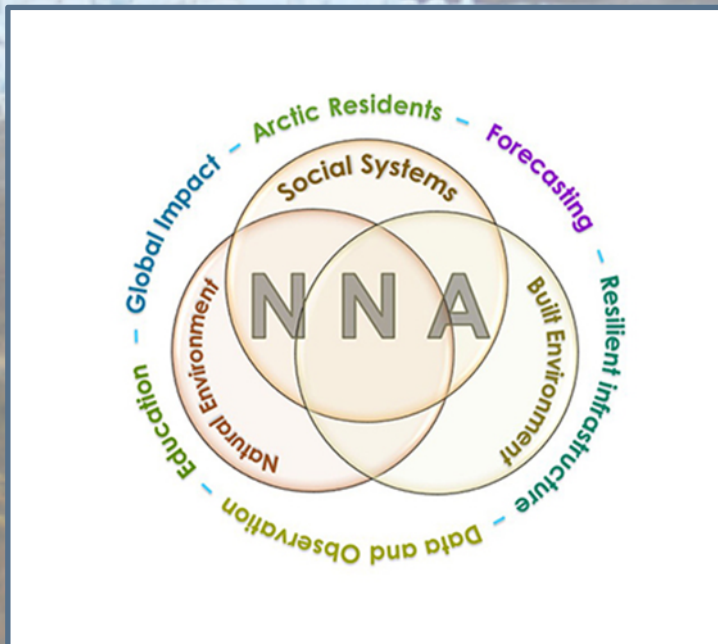 Arctic Residents – Forecasting – Resilient infrastructure – Data and Observation – Education – Global Impact –
Social Systems
NNA
Natural Environment
Built Environment